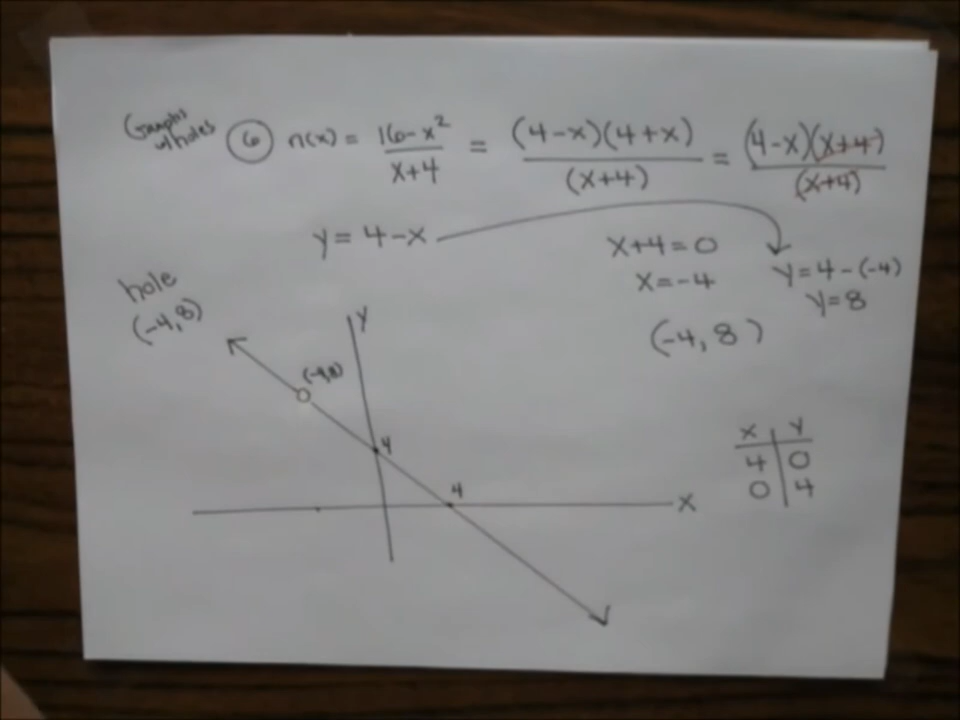 Graphs w/holes
⑥ n(x) = (16-x²)/(x+4) = (4-x)(4+x)/(x+4) = (4-x)(x+4)/(x+4)
y = 4-x
x+4=0
x=-4
y=4-(-4)
y=8
(-4, 8)
hole
(-4,8)
y
(-4,8)
4
4
x
x y
4 0
0 4